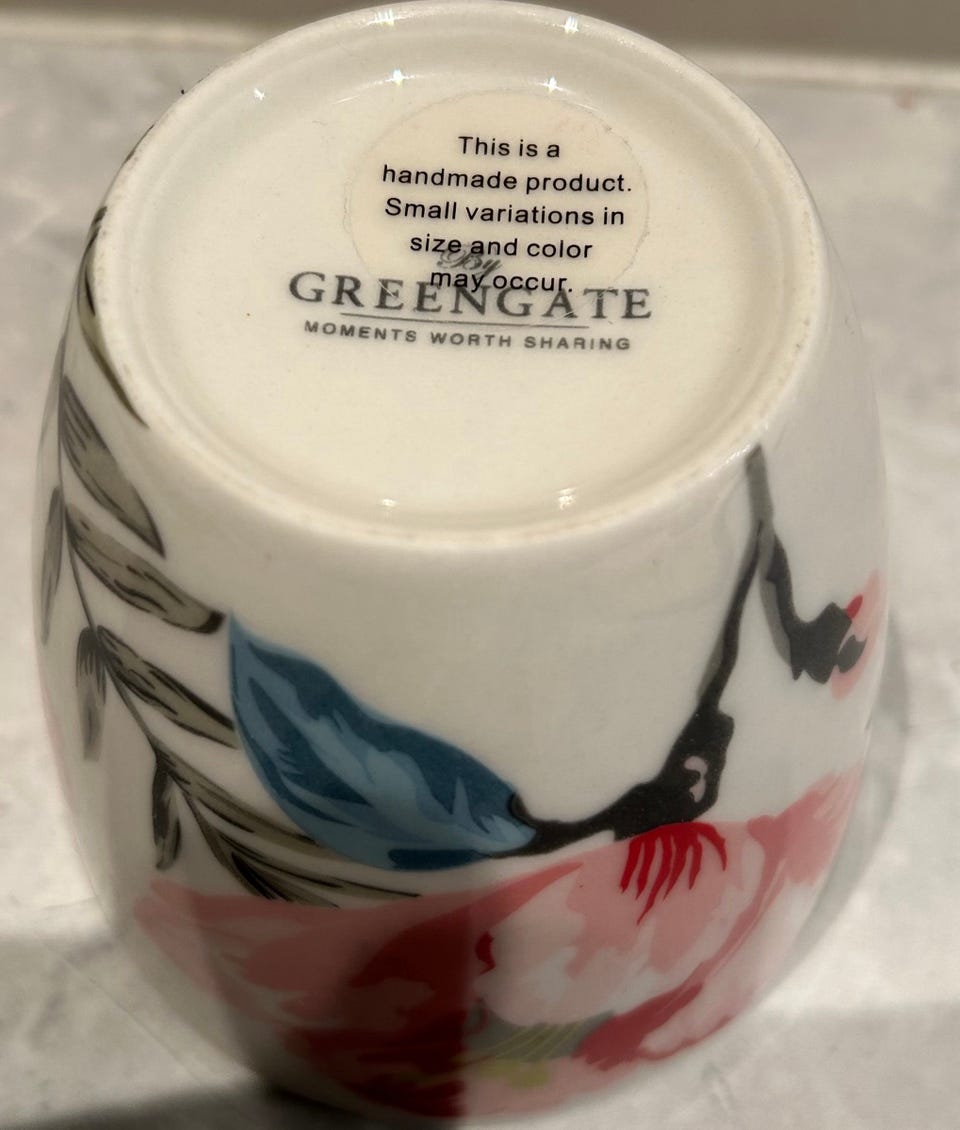 This is a
handmade product.
Small variations in
size and color
may occur.
By
GREENGATE
MOMENTS WORTH SHARING